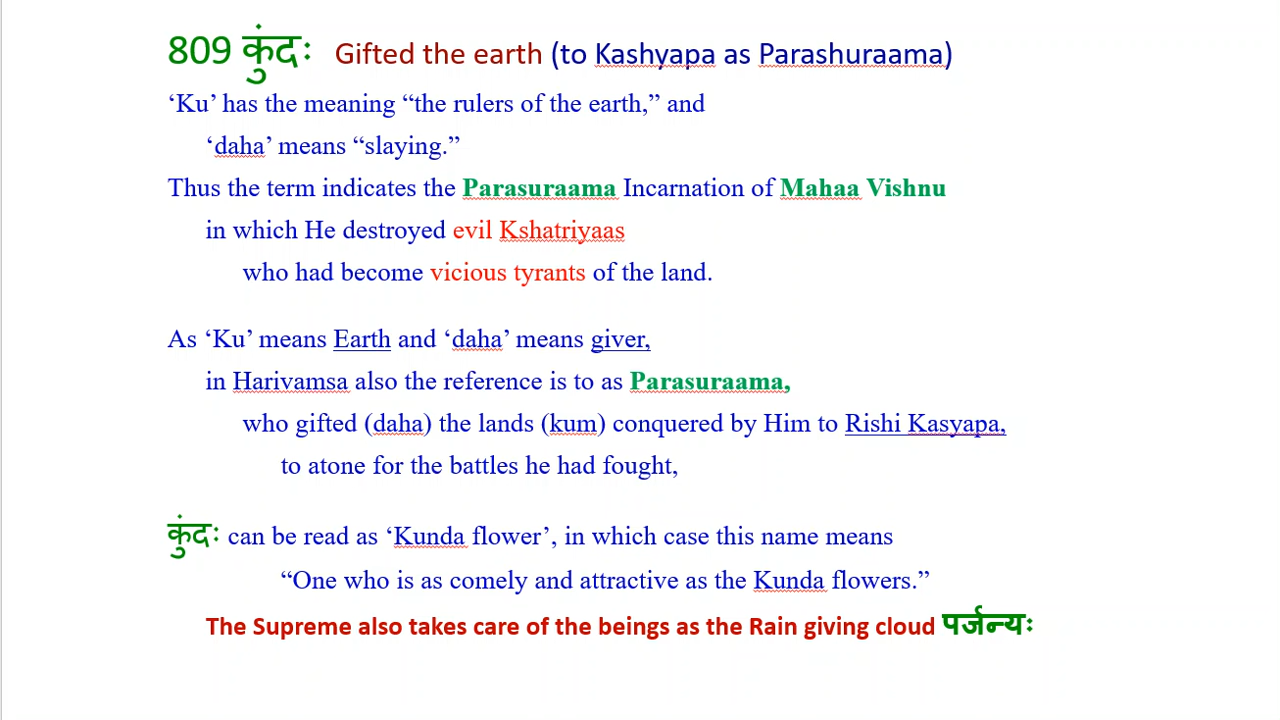 809 कुंदः Gifted the earth (to Kashyapa as Parashuraama)
‘Ku’ has the meaning “the rulers of the earth,” and
‘daha’ means “slaying.”
Thus the term indicates the Parasuraama Incarnation of Mahaa Vishnu
in which He destroyed evil Kshatriyaas
who had become vicious tyrants of the land.
As ‘Ku’ means Earth and ‘daha’ means giver,
in Harivamsa also the reference is to as Parasuraama,
who gifted (daha) the lands (kum) conquered by Him to Rishi Kasyapa,
to atone for the battles he had fought,
कुंदः can be read as ‘Kunda flower’, in which case this name means
“One who is as comely and attractive as the Kunda flowers.”
The Supreme also takes care of the beings as the Rain giving cloud पर्जन्यः